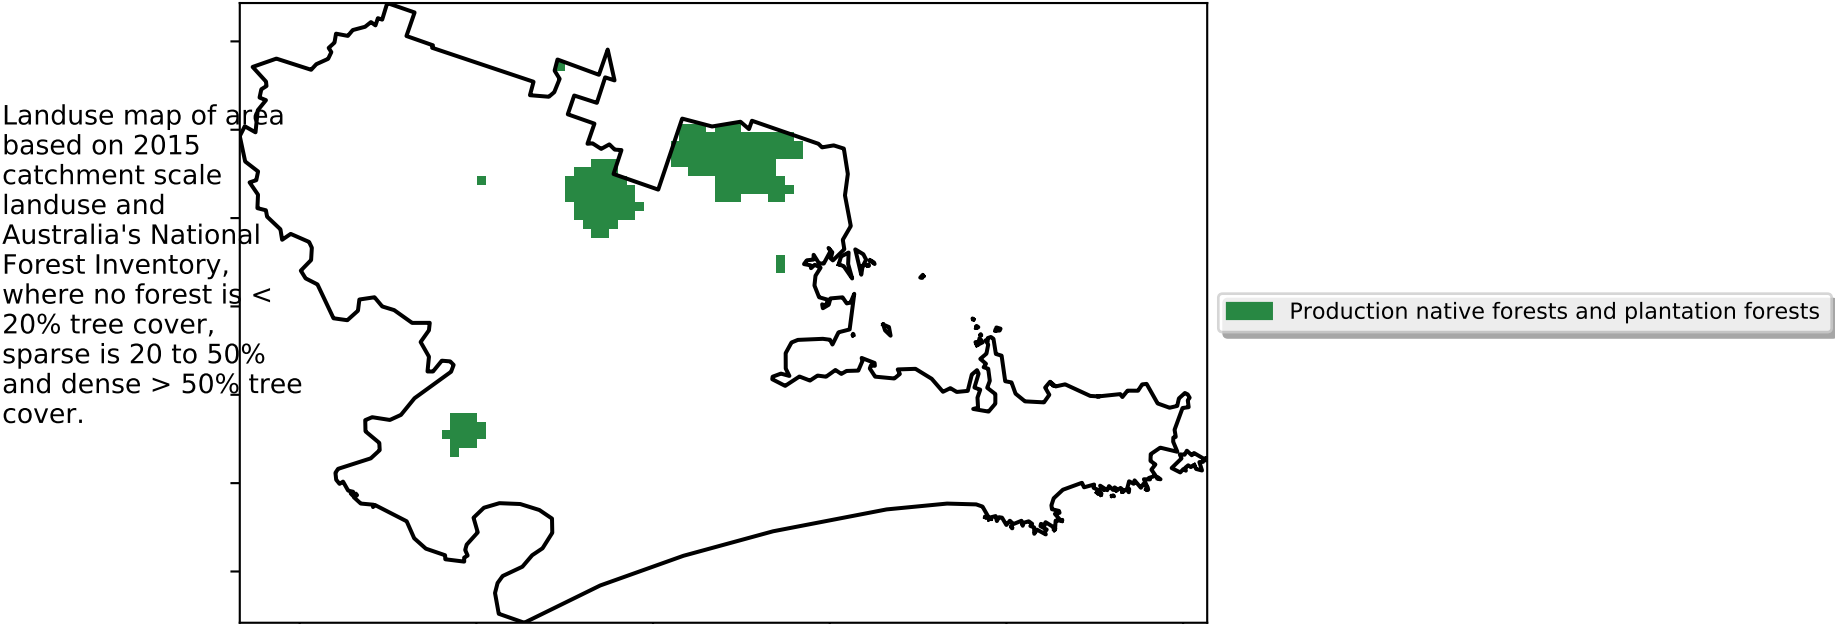 Landuse map of area
based on 2015
catchment scale
landuse and
Australia's National
Forest Inventory,
where no forest is <
20% tree cover,
sparse is 20 to 50%
and dense > 50% tree
cover.
Production native forests and plantation forests